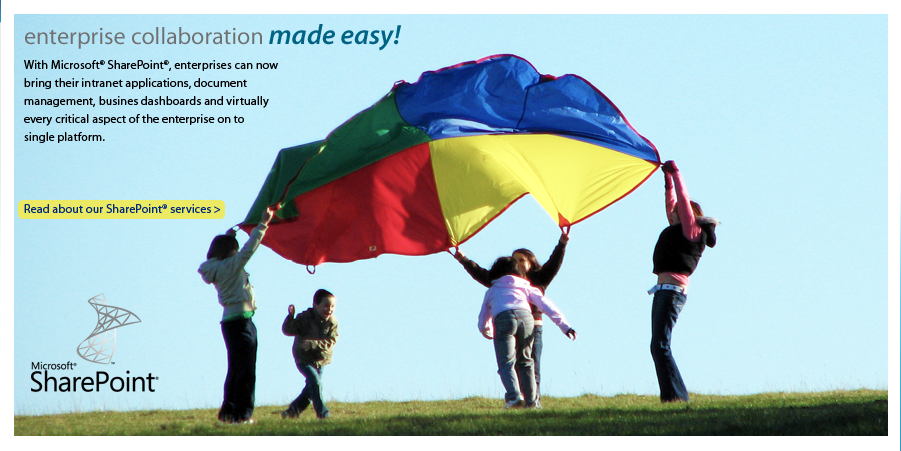 enterprise collaboration made easy!
With Microsoft® SharePoint®, enterprises can now
bring their intranet applications, document
management, busines dashboards and virtually
every critical aspect of the enterprise on to
single platform.
Read about our SharePoint® services >
Microsoft®
SharePoint®